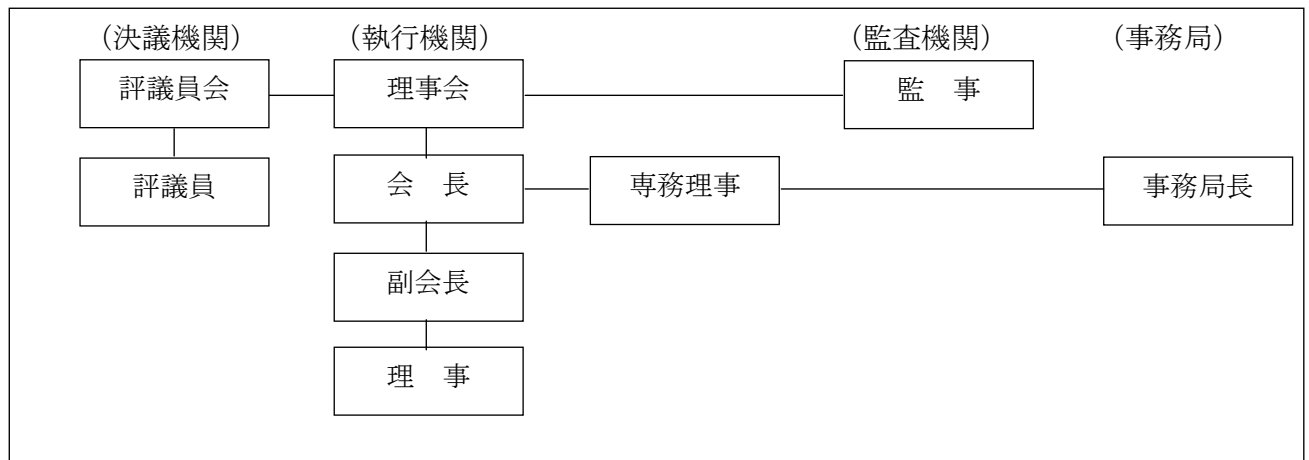 (決議機関) (執行機関) (監査機関) (事務局)
評議員会 理事会 監　事
評議員 会　長 専務理事 事務局長
副会長
理　事